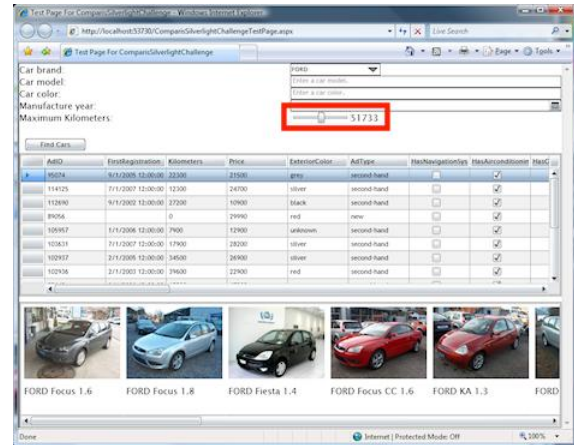 Test Page For ComparisSilverlightChallenge - Windows Internet Explorer
http://localhost:53730/ComparisSilverlightChallengeTestPage.aspx
Live Search
Test Page For ComparisSilverlightChallenge
Page Tools
Car brand: FORD
Car model: Enter a car model.
Car color: Enter a car color.
Manufacture year:
Maximum Kilometers: 51733
Find Cars
AdID FirstRegistration Kilometers Price ExteriorColor AdType HasNavigationSys HasAirconditionin HasC
95074 9/1/2005 12:00:00 22300 21500 grey second-hand
114125 7/1/2007 12:00:00 12300 24700 silver second-hand
112690 9/1/2002 12:00:00 27200 10900 black second-hand
89056 0 29990 red new
105957 1/1/2006 12:00:00 7900 12900 unknown second-hand
103631 7/1/2007 12:00:00 17900 28200 silver second-hand
102937 2/1/2005 12:00:00 34500 26900 silver second-hand
102936 2/1/2003 12:00:00 39600 22900 red second-hand
FORD Focus 1.6 FORD Focus 1.8 FORD Fiesta 1.4 FORD Focus CC 1.6 FORD KA 1.3 FORD
Done Internet | Protected Mode: Off 100%